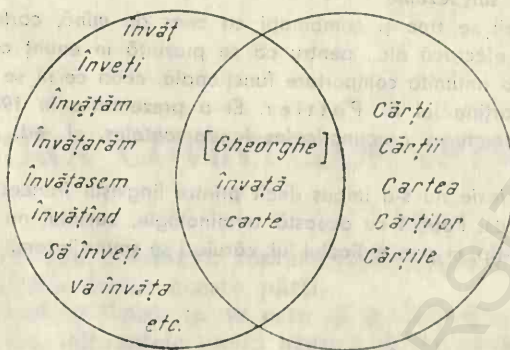 învăț
înveți
învățăm
învățarăm
învățasem
învățînd
Să înveți
va învăța
etc.
[Gheorghe]
învață
carte
Cărți
Cărții
Cartea
Cărților
Cărțile